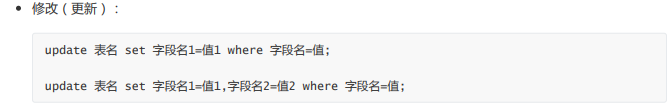 • 修改（更新）：
update 表名 set 字段名1=值1 where 字段名=值;
update 表名 set 字段名1=值1,字段名2=值2 where 字段名=值;